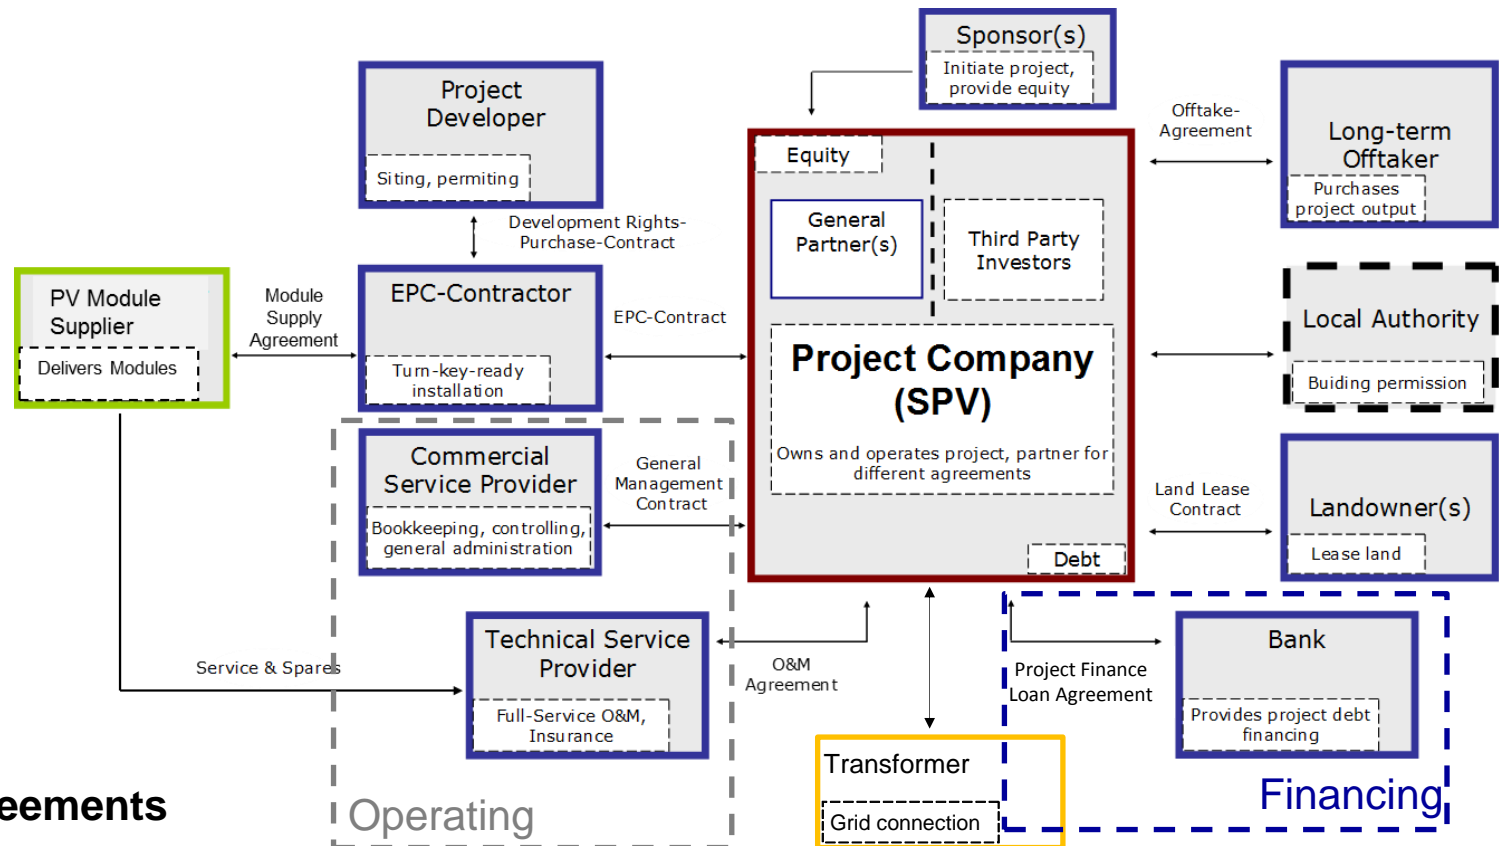 Sponsor(s)
Initiate project,
provide equity
Project
Developer
Siting, permiting
Offtake-
Agreement
Long-term
Offtaker
Purchases
project output
Equity
General
Partner(s)
Third Party
Investors
Development Rights-
Purchase-Contract
PV Module
Supplier
Delivers Modules
Module
Supply
Agreement
EPC-Contractor
Turn-key-ready
installation
EPC-Contract
Project Company
(SPV)
Owns and operates project, partner for
different agreements
Local Authority
Buiding permission
Commercial
Service Provider
Bookkeeping, controlling,
general administration
General
Management
Contract
Debt
Land Lease
Contract
Landowner(s)
Lease land
Service & Spares
Technical Service
Provider
Full-Service O&M,
Insurance
O&M
Agreement
Project Finance
Loan Agreement
Bank
Provides project debt
financing
Transformer
Grid connection
Financing
Operating
eements